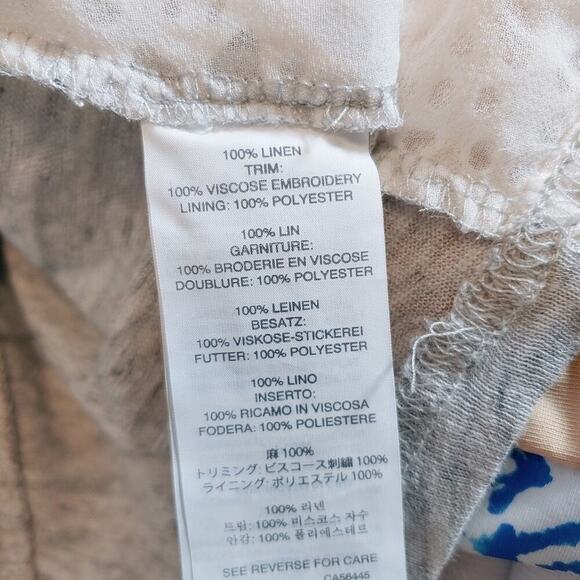 100% LINEN
TRIM:
100% VISCOSE EMBROIDERY
LINING: 100% POLYESTER
100% LIN
GARNITURE:
100% BRODERIE EN VISCOSE
DOUBLURE: 100% POLYESTER
100% LEINEN
BESATZ:
100% VISKOSE-STICKEREI
FUTTER: 100% POLYESTER
100% LINO
INSERTO:
100% RICAMO IN VISCOSA
FODERA: 100% POLIESTERE
麻 100%
トリミング: ビスコース刺繍 100%
ライニング: ポリエステル 100%
100% 리넨
트림: 100% 비스코스 자수
안감: 100% 폴리에스테르
SEE REVERSE FOR CARE
CA56445